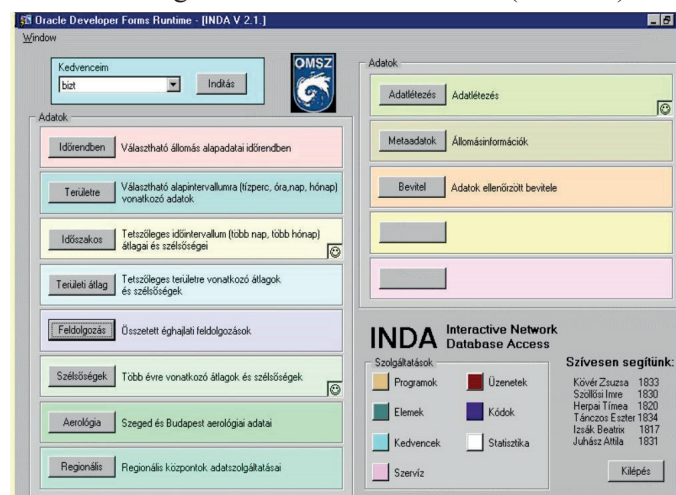 Oracle Developer Forms Runtime - [INDA V 2.1.]
Window
Kedvenceim
bizt
Indítás
OMSZ
Adatok
Időrendben
Választható állomás alapadatai időrendben
Területre
Választható alapintervallumra (tízperc, óra,nap, hónap)
vonatkozó adatok
Időszakos
Tetszőleges időintervallum (több nap, több hónap)
átlagai és szélsőségei
Területi átlag
Tetszőleges területre vonatkozó átlagok
és szélsőségek
Feldolgozás
Összetett éghajlati feldolgozások
Szélsőségek
Több évre vonatkozó átlagok és szélsőségek
Aerológia
Szeged és Budapest aerológiai adatai
Regionális
Regionális központok adatszolgáltatásai
Adatok
Adatlétezés
Adatlétezés
Metaadatok
Állomásinformációk
Bevitel
Adatok ellenőrzött bevitele
INDA
Interactive Network
Database Access
Szolgáltatások
Programok
Üzenetek
Elemek
Kódok
Kedvencek
Statisztika
Szervíz
Szívesen segítünk:
Kövér Zsuzsa 1833
Szöllősi Imre 1830
Herpai Tímea 1820
Tánczos Eszter 1834
Izsák Beatrix 1817
Juhász Attila 1831
Kilépés